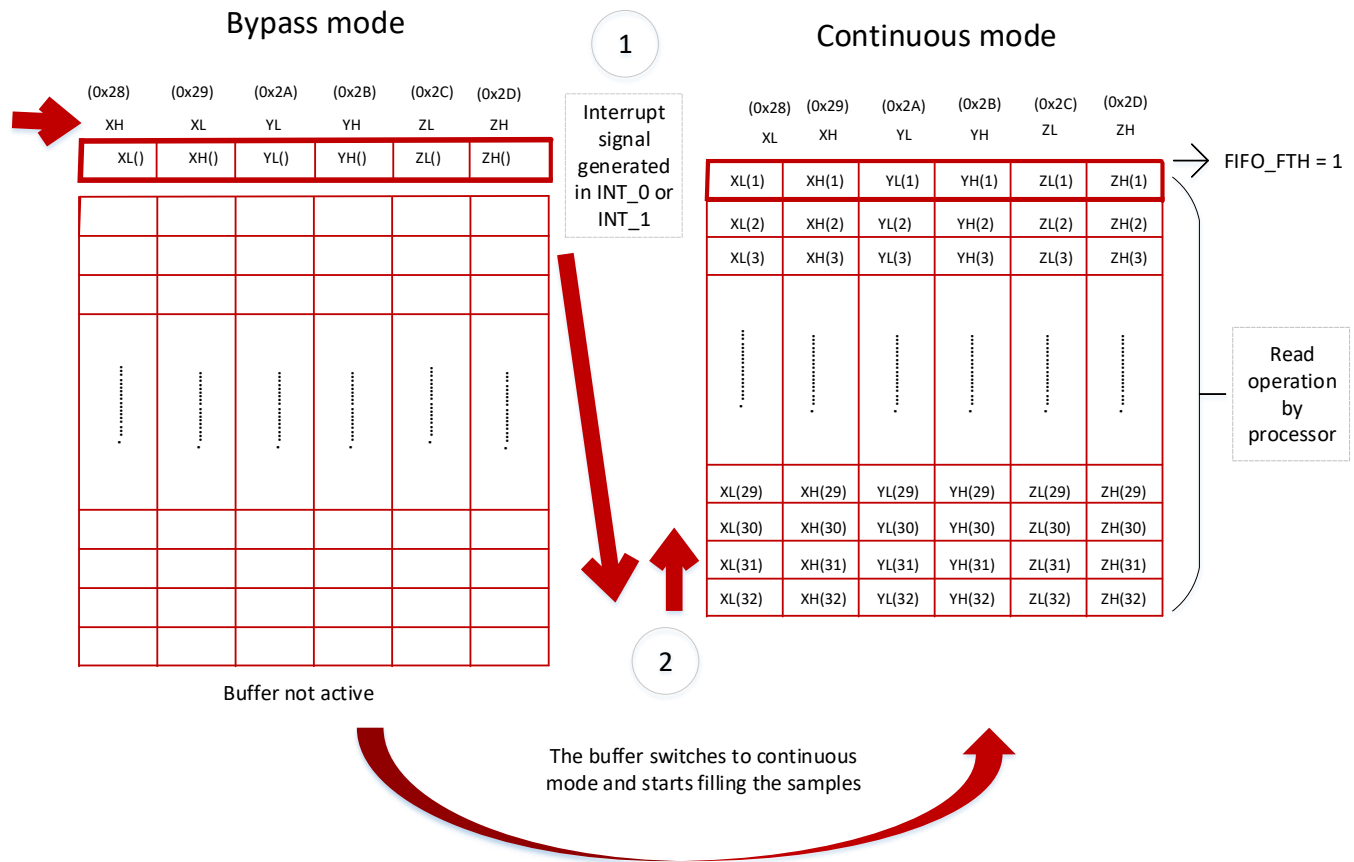 Bypass mode
(0x28) (0x29) (0x2A) (0x2B) (0x2C) (0x2D)
XH XL YL YH ZL ZH
XL() XH() YL() YH() ZL() ZH()
Buffer not active
1
Interrupt
signal
generated
in INT_0 or
INT_1
2
Continuous mode
(0x28) (0x29) (0x2A) (0x2B) (0x2C) (0x2D)
XL XH YL YH ZL ZH
XL(1) XH(1) YL(1) YH(1) ZL(1) ZH(1)
FIFO_FTH = 1
XL(2) XH(2) YL(2) YH(2) ZL(2) ZH(2)
XL(3) XH(3) YL(3) YH(3) ZL(3) ZH(3)
XL(29) XH(29) YL(29) YH(29) ZL(29) ZH(29)
XL(30) XH(30) YL(30) YH(30) ZL(30) ZH(30)
XL(31) XH(31) YL(31) YH(31) ZL(31) ZH(31)
XL(32) XH(32) YL(32) YH(32) ZL(32) ZH(32)
Read
operation
by
processor
The buffer switches to continuous
mode and starts filling the samples